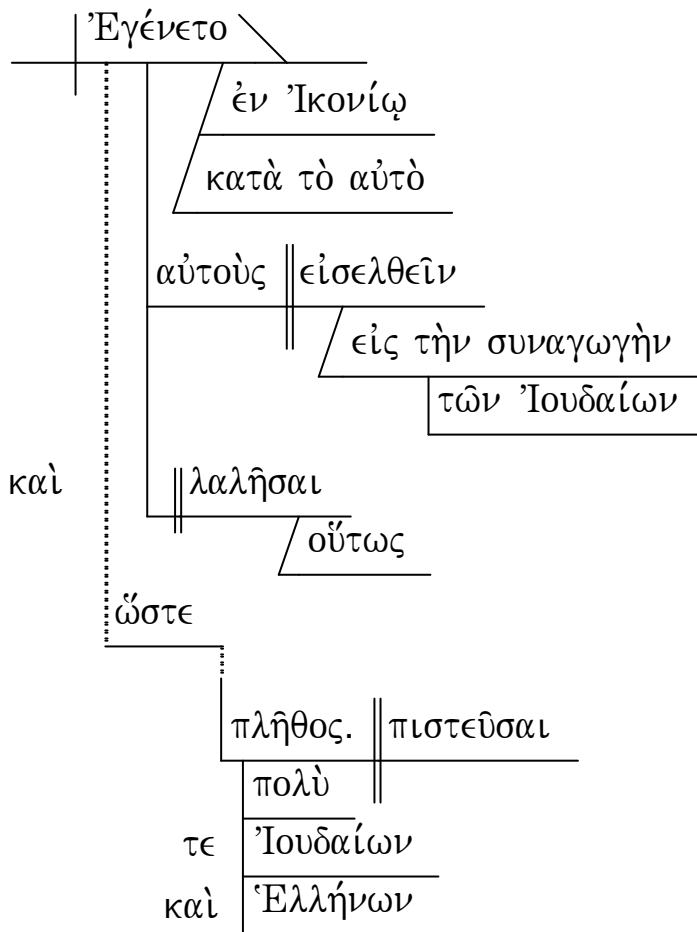 Ἐγένετο
ἐν Ἰκονίῳ
κατὰ τὸ αὐτὸ
αὐτοὺς εἰσελθεῖν
εἰς τὴν συναγωγὴν
τῶν Ἰουδαίων
καὶ λαλῆσαι
οὕτως
ὥστε
πλῆθος. πιστεῦσαι
πολὺ
τε Ἰουδαίων
καὶ Ἑλλήνων